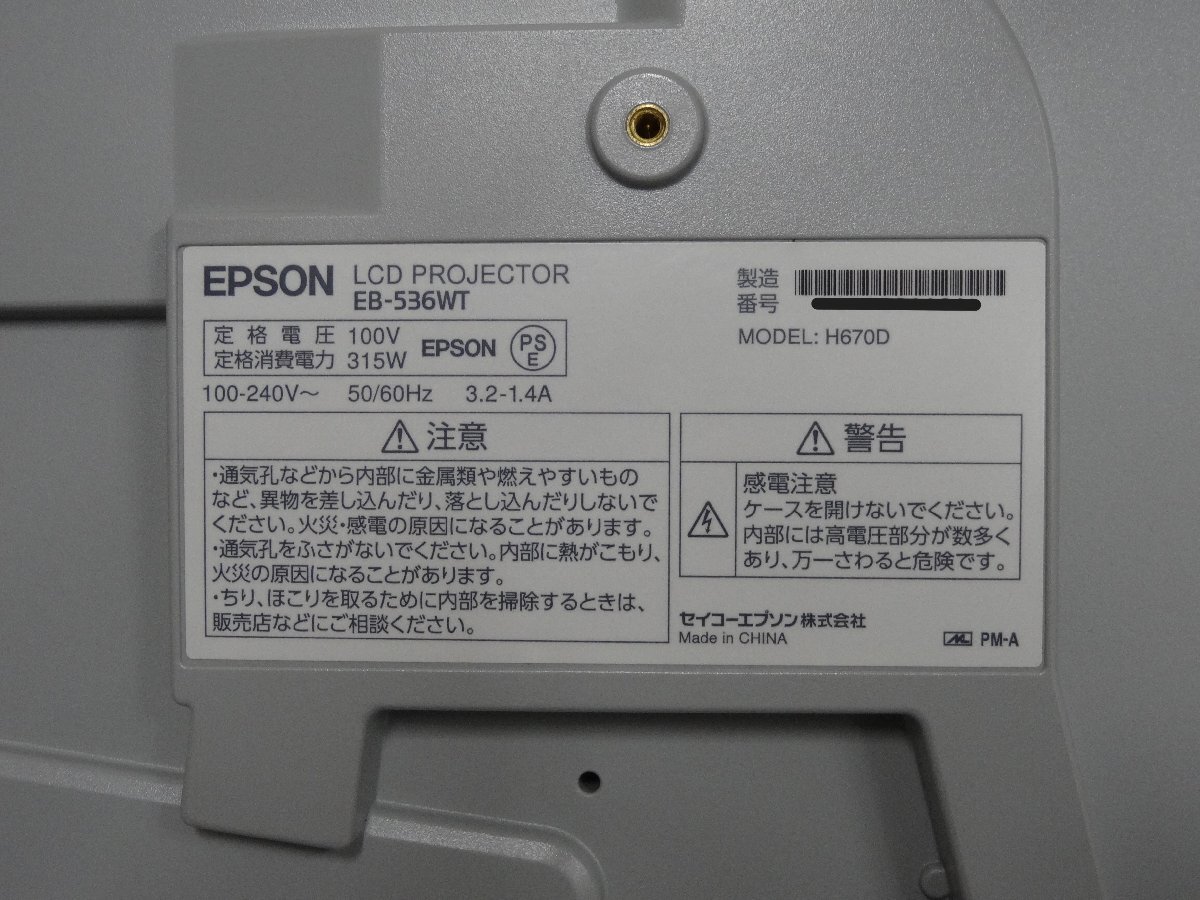 EPSON LCD PROJECTOR
EB-536WT
定格電圧 100V
定格消費電力 315W
EPSON
PS
E
100-240V～ 50/60Hz 3.2-1.4A
製造
番号
MODEL: H670D
注意
・通気孔などから内部に金属類や燃えやすいもの
など、異物を差し込んだり、落とし込んだりしないで
ください。火災・感電の原因になることがあります。
・通気孔をふさがないでください。内部に熱がこもり、
火災の原因になることがあります。
・ちり、ほこりを取るために内部を掃除するときは、
販売店などにご相談ください。
警告
感電注意
ケースを開けないでください。
内部には高電圧部分が数多く
あり、万一さわると危険です。
セイコーエプソン株式会社
Made in CHINA
PM-A